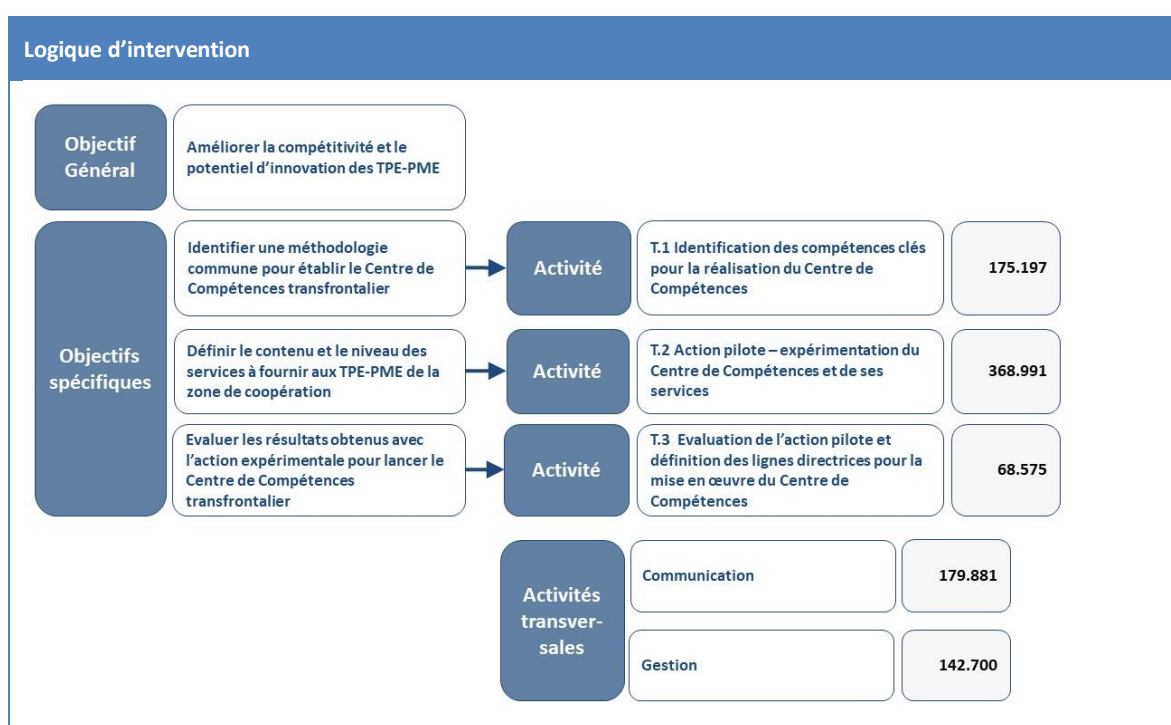 Logique d’intervention
Objectif
Général
Améliorer la compétitivité et le
potentiel d’innovation des TPE-PME
Objectifs
spécifiques
Identifier une méthodologie
commune pour établir le Centre de
Compétences transfrontalier
Activité
T.1 Identification des compétences clés
pour la réalisation du Centre de
Compétences
175.197
Définir le contenu et le niveau des
services à fournir aux TPE-PME de la
zone de coopération
Activité
T.2 Action pilote – expérimentation du
Centre de Compétences et de ses
services
368.991
Evaluer les résultats obtenus avec
l’action expérimentale pour lancer le
Centre de Compétences
transfrontalier
Activité
T.3 Evaluation de l’action pilote et
définition des lignes directrices pour la
mise en œuvre du Centre de
Compétences
68.575
Activités
transver-
sales
Communication
179.881
Gestion
142.700